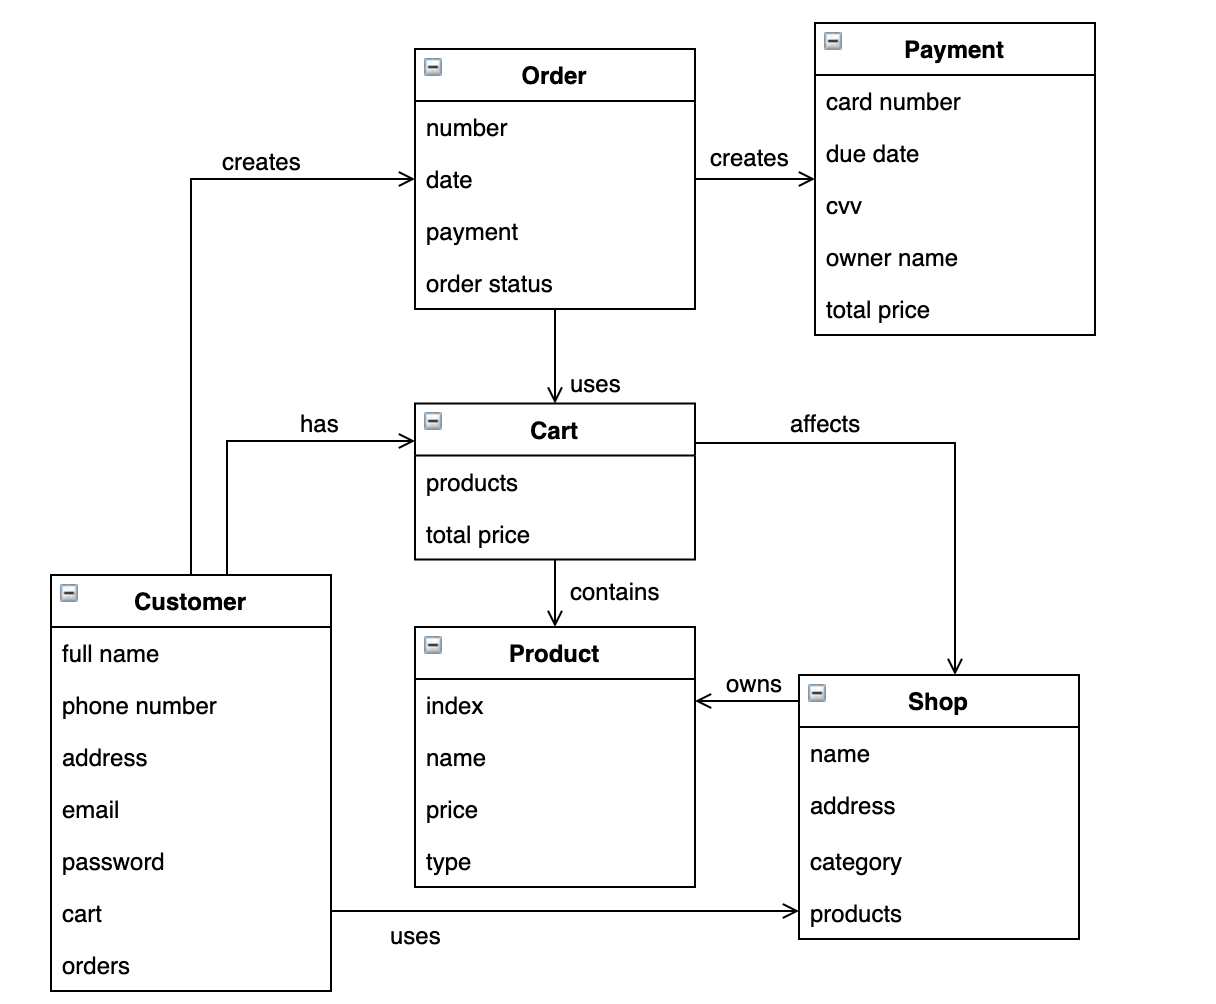 Payment
card number
due date
cvv
owner name
total price
Order
number
date
payment
order status
creates
creates
uses
has
affects
Cart
products
total price
contains
Customer
full name
phone number
address
email
password
cart
orders
Product
index
name
price
type
owns
Shop
name
address
category
products
uses